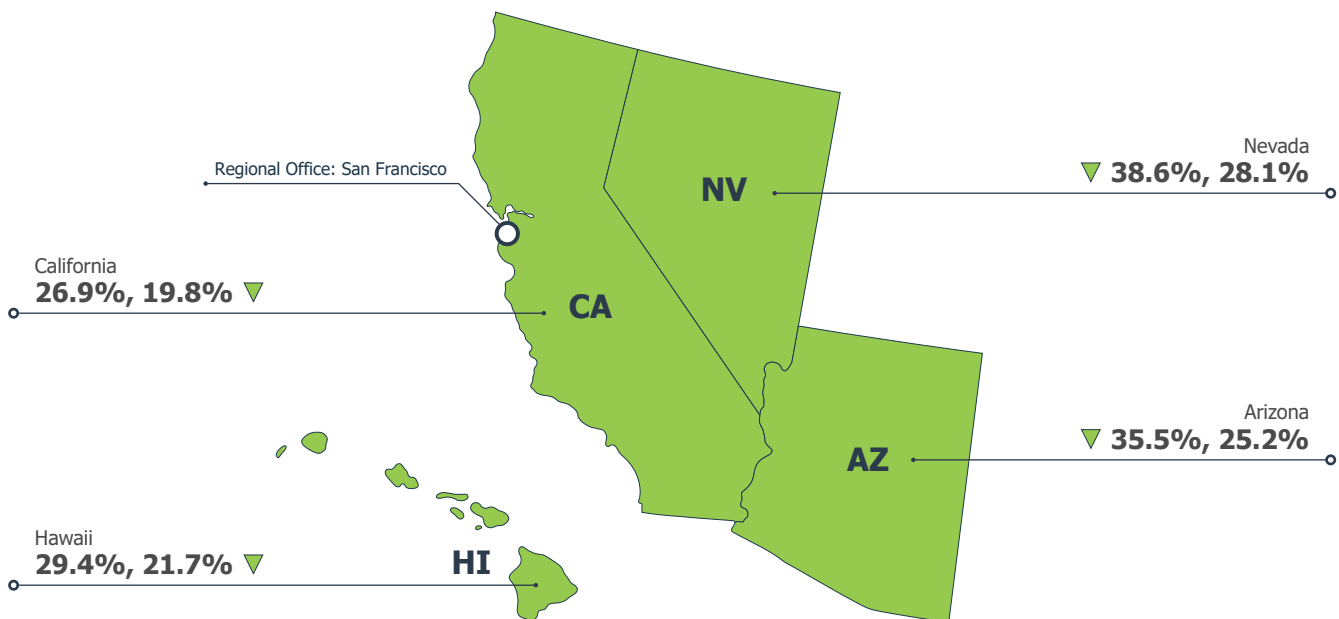 Nevada
▼ 38.6%, 28.1%
Regional Office: San Francisco
NV
California
26.9%, 19.8% ▼
CA
Arizona
▼ 35.5%, 25.2%
AZ
Hawaii
29.4%, 21.7% ▼
HI